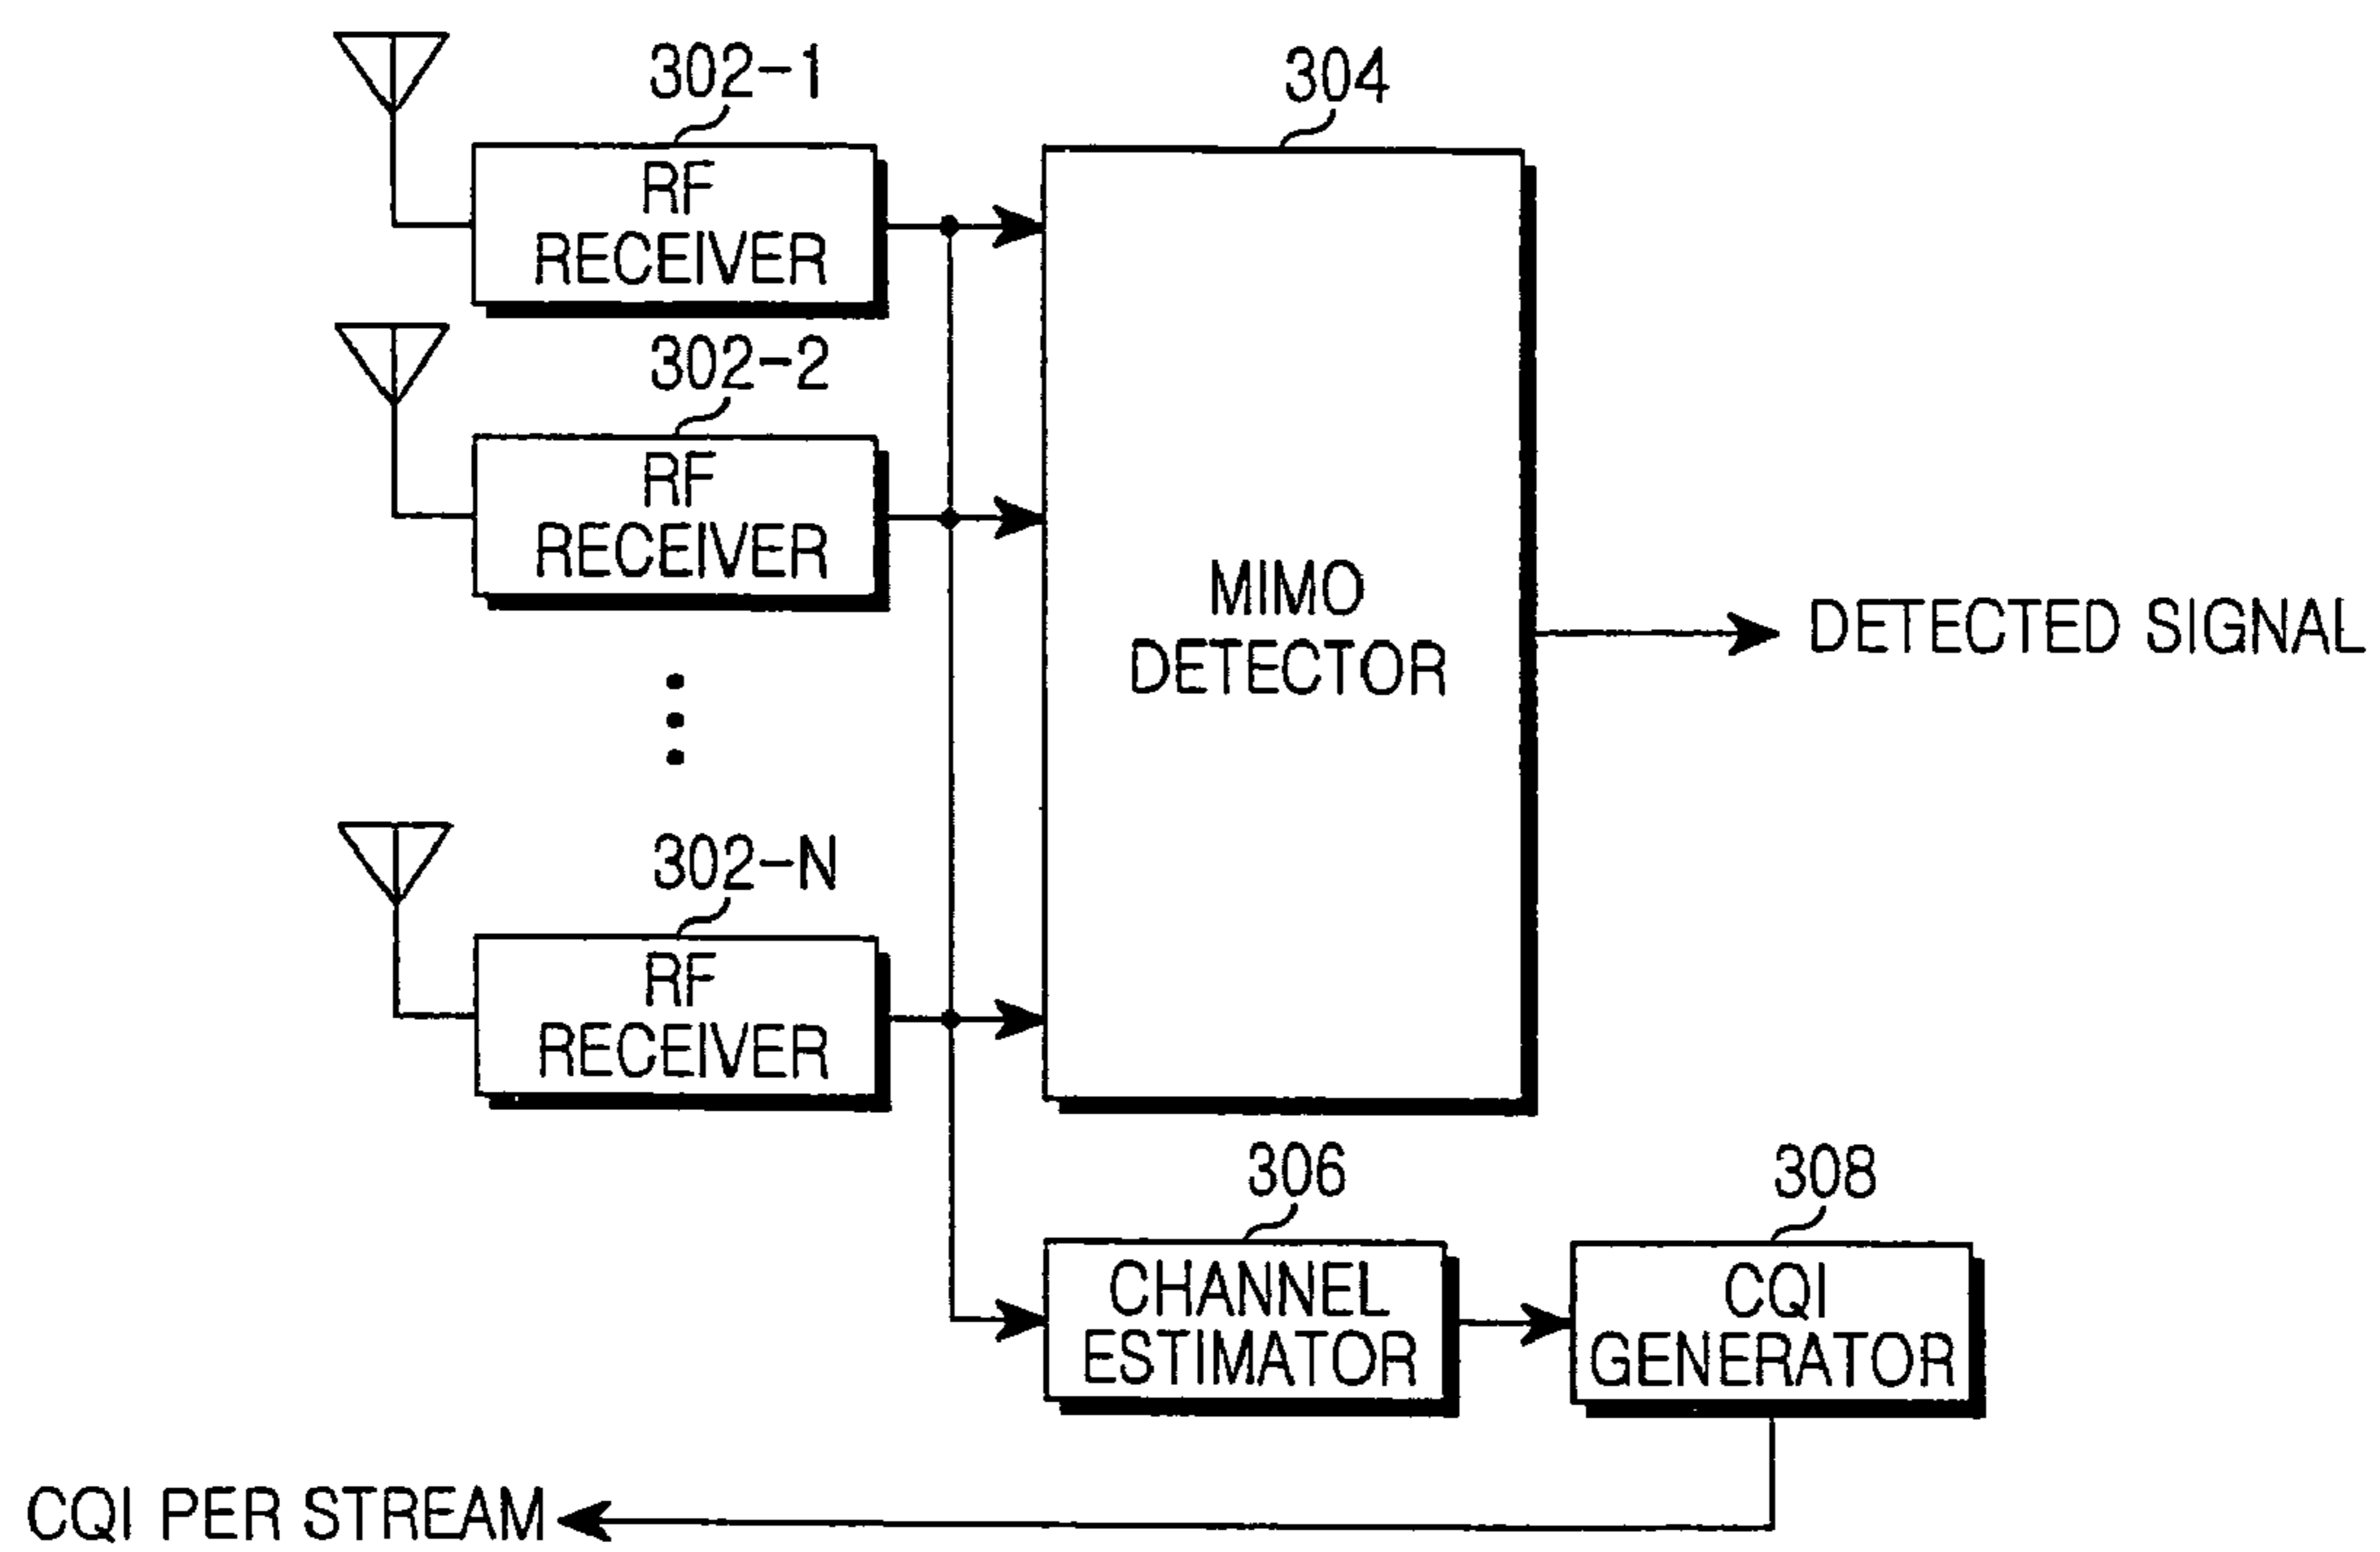 302-1
304
RF
RECEIVER
302-2
RF
RECEIVER
MIMO
DETECTOR
DETECTED SIGNAL
302-N
RF
RECEIVER
306
308
CHANNEL
ESTIMATOR
CQI
GENERATOR
CQI PER STREAM